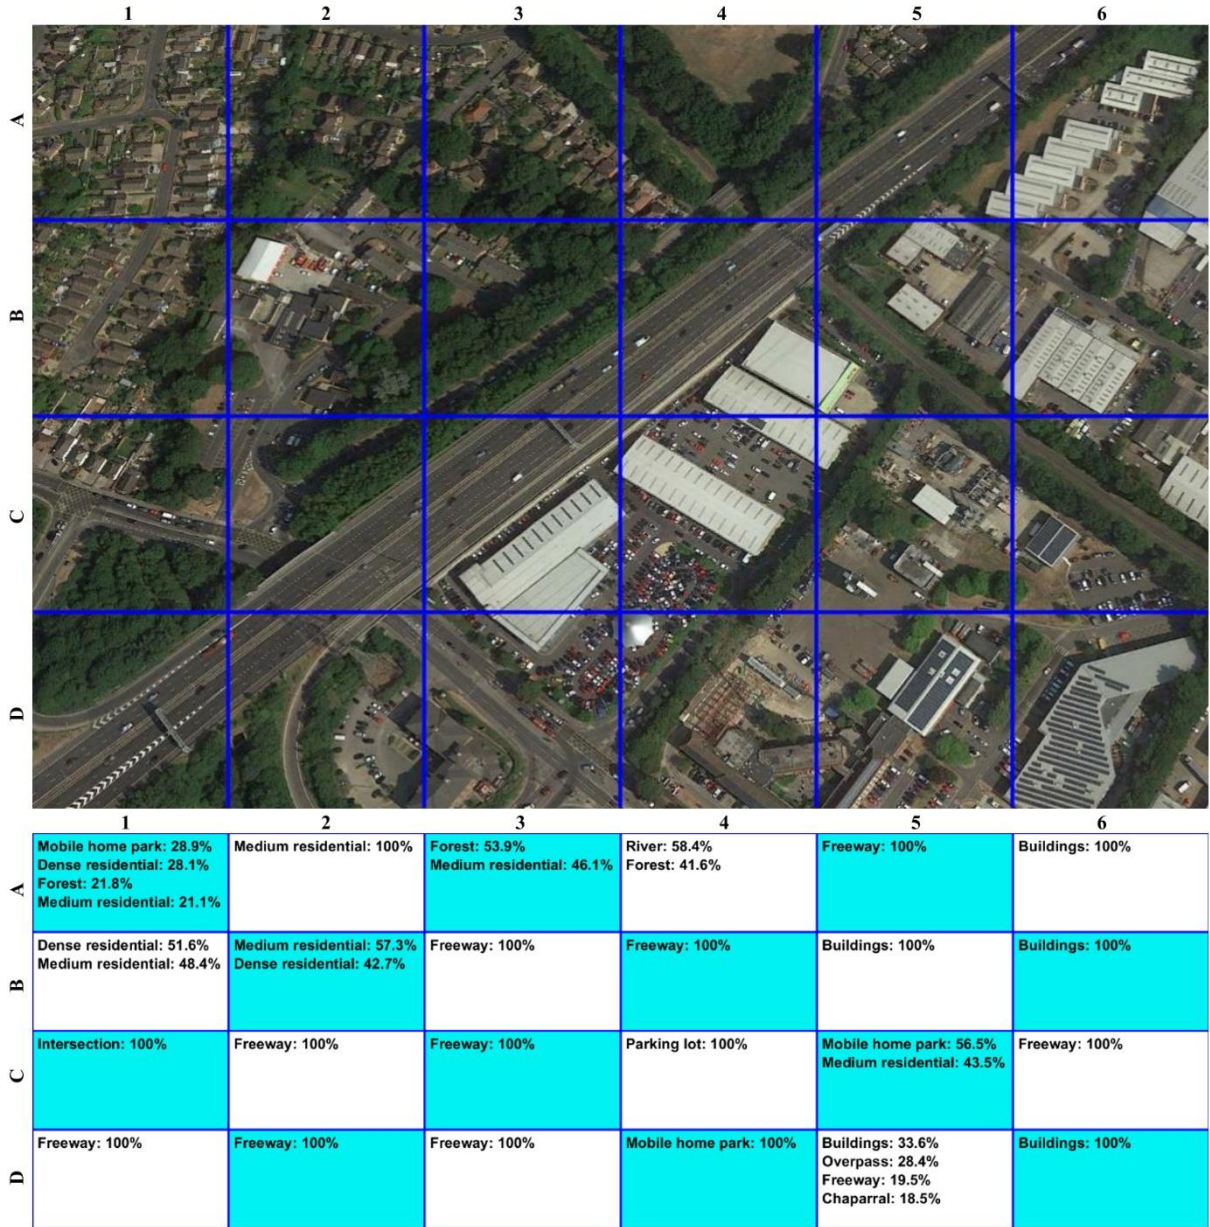 1 2 3 4 5 6
A
B
C
D
1 2 3 4 5 6
A
Mobile home park: 28.9%
Dense residential: 28.1%
Forest: 21.8%
Medium residential: 21.1%
Medium residential: 100%
Forest: 53.9%
Medium residential: 46.1%
River: 58.4%
Forest: 41.6%
Freeway: 100%
Buildings: 100%
B
Dense residential: 51.6%
Medium residential: 48.4%
Medium residential: 57.3%
Dense residential: 42.7%
Freeway: 100%
Freeway: 100%
Buildings: 100%
Buildings: 100%
C
Intersection: 100%
Freeway: 100%
Freeway: 100%
Parking lot: 100%
Mobile home park: 56.5%
Medium residential: 43.5%
Freeway: 100%
D
Freeway: 100%
Freeway: 100%
Freeway: 100%
Mobile home park: 100%
Buildings: 33.6%
Overpass: 28.4%
Freeway: 19.5%
Chaparral: 18.5%
Buildings: 100%